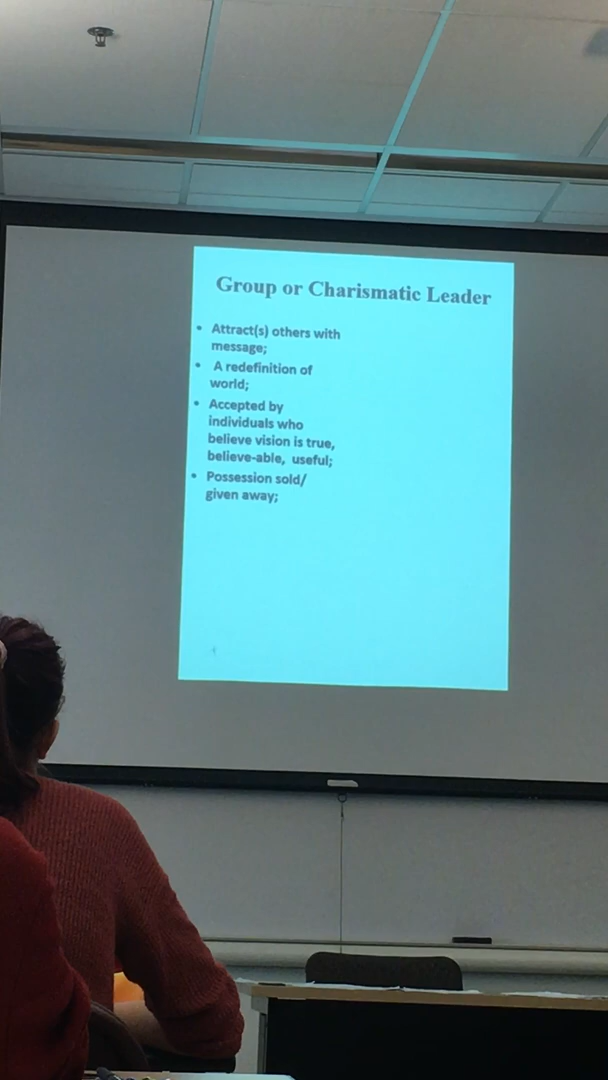 Group or Charismatic Leader
• Attract(s) others with
message;
• A redefinition of
world;
• Accepted by
individuals who
believe vision is true,
believe-able, useful;
• Possession sold/
given away;